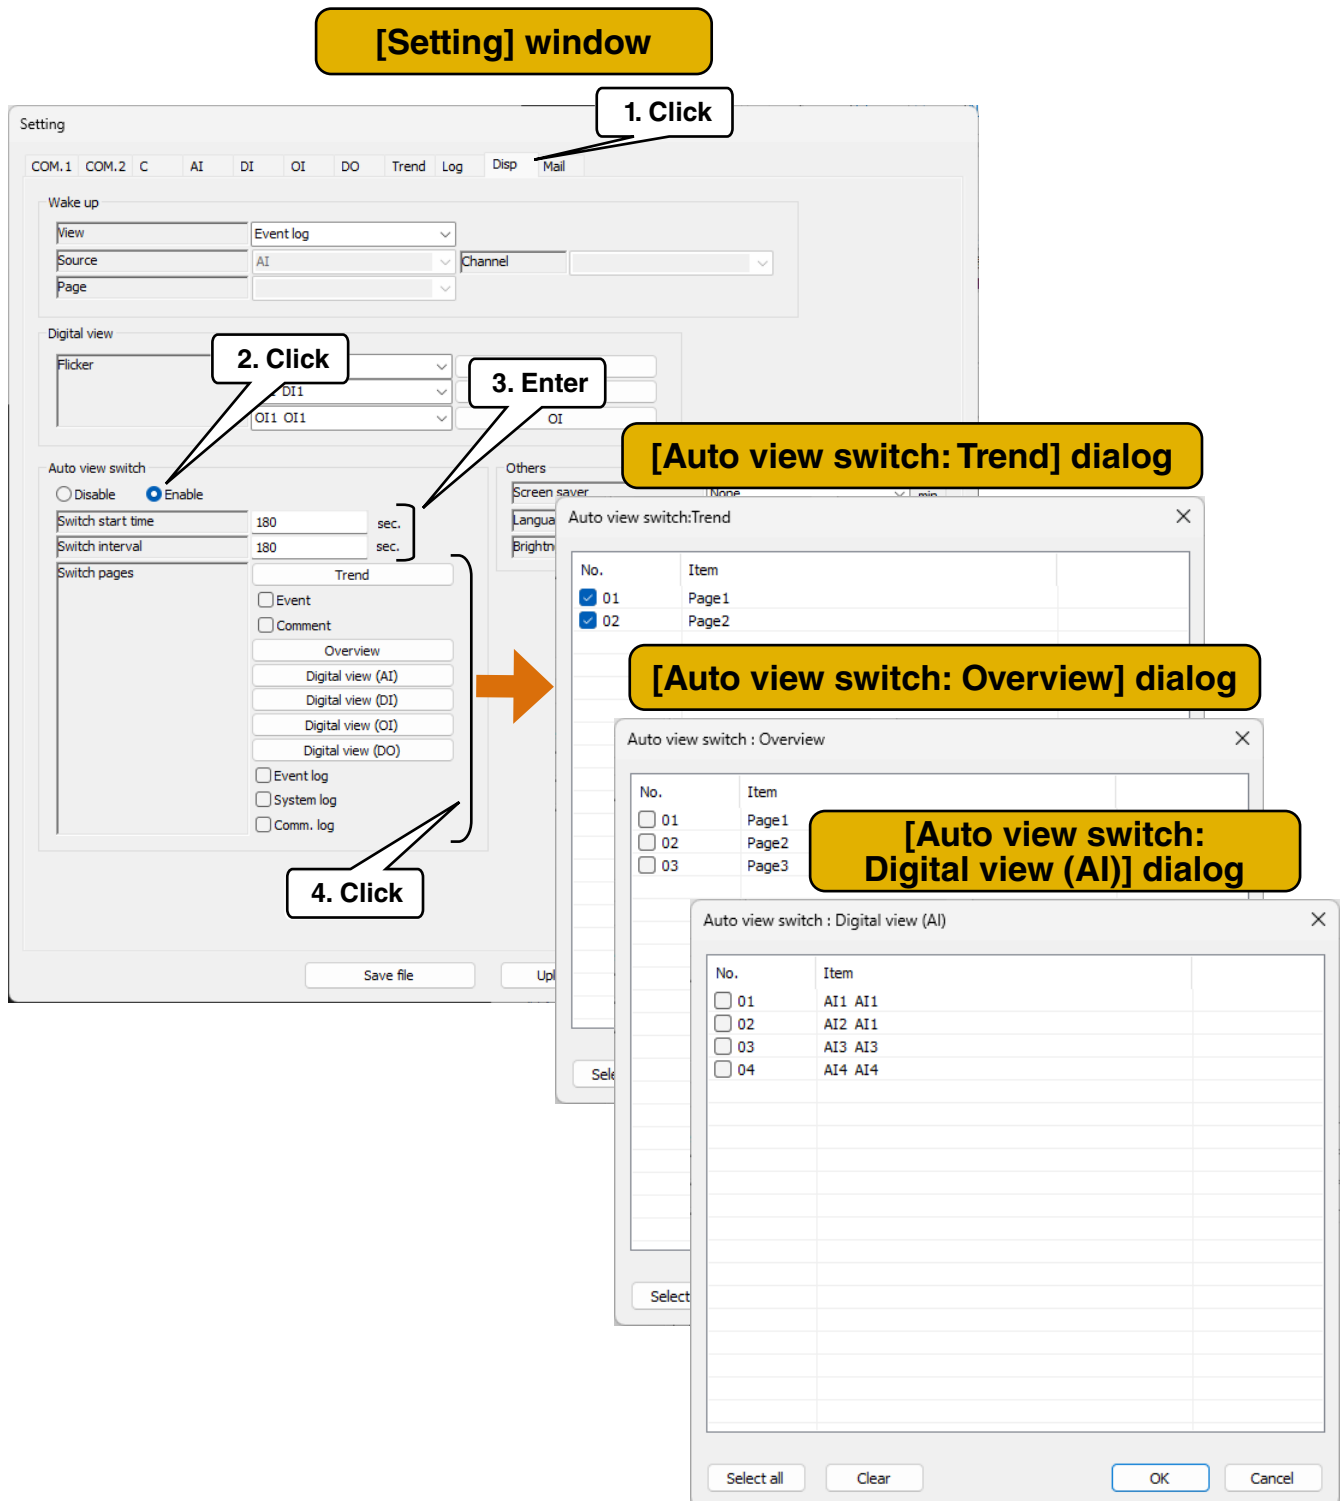 [Setting] window
1. Click
Setting
COM.1 COM.2 C AI DI OI DO Trend Log Disp Mail
Wake up
View Event log
Source AI Channel
Page
Digital view
Flicker
2. Click
DI1
3. Enter
OI1 OI1 OI
[Auto view switch: Trend] dialog
Auto view switch
Disable Enable
Switch start time 180 sec.
Switch interval 180 sec.
Switch pages
Trend
Event
Comment
Overview
Digital view (AI)
Digital view (DI)
Digital view (OI)
Digital view (DO)
Event log
System log
Comm. log
4. Click
Others
Screen saver None min
Save file
Auto view switch:Trend
No. Item
01 Page1
02 Page2
[Auto view switch: Overview] dialog
Auto view switch : Overview
No. Item
01 Page1
02 Page2
03 Page3
Select
[Auto view switch:
Digital view (AI)] dialog
Auto view switch : Digital view (AI)
No. Item
01 AI1 AI1
02 AI2 AI1
03 AI3 AI3
04 AI4 AI4
Select all Clear OK Cancel